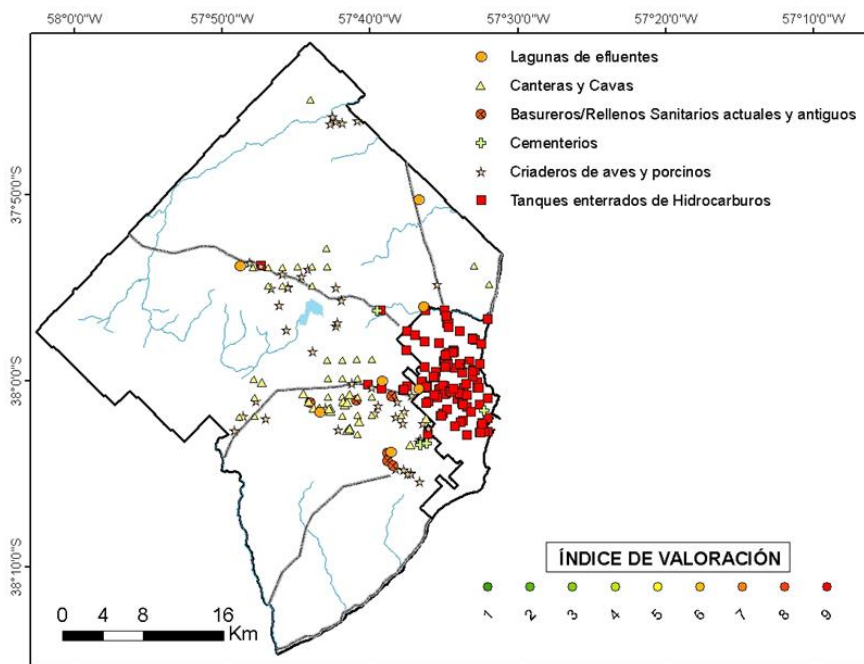 58°0'0"W 57°50'0"W 57°40'0"W 57°30'0"W 57°20'0"W 57°10'0"W
Lagunas de efluentes
Canteras y Cavas
Basureros/Rellenos Sanitarios actuales y antiguos
Cementerios
Criaderos de aves y porcinos
Tanques enterrados de Hidrocarburos
37°50'0"S
38°0'0"S
38°10'0"S
ÍNDICE DE VALORACIÓN
1 2 3 4 5 6 7 8 9
0 4 8 16
Km